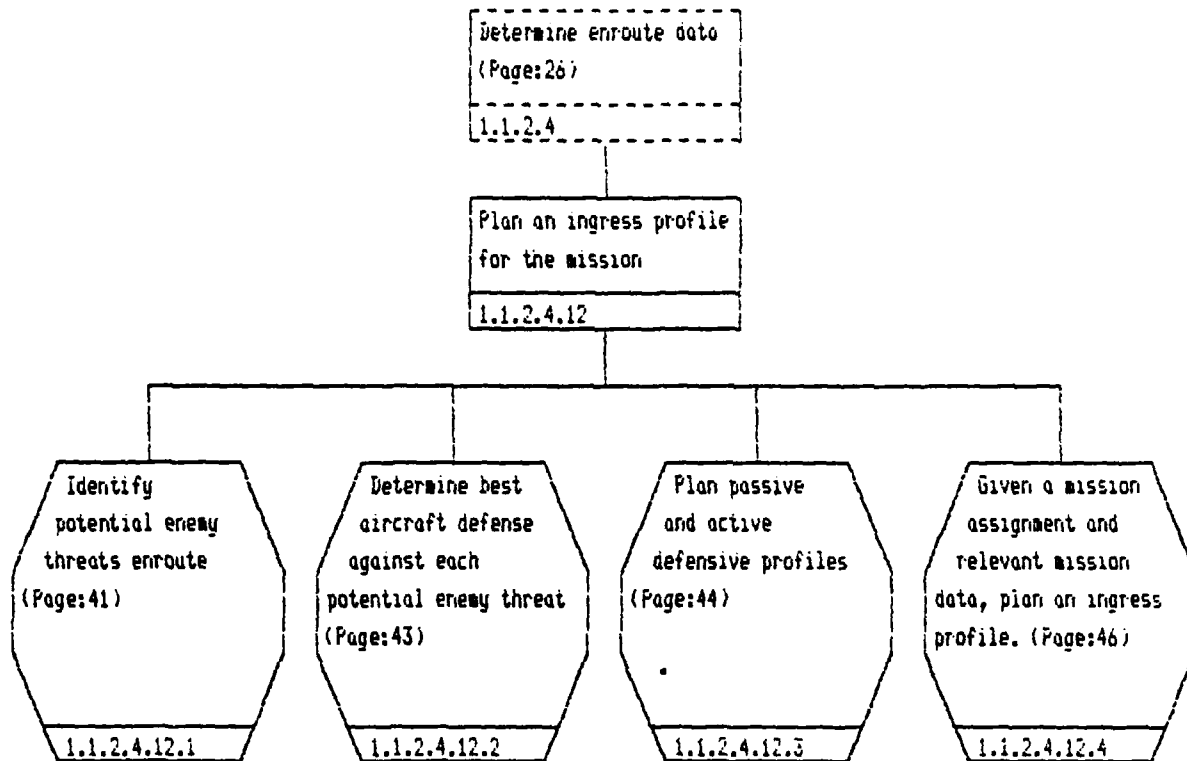 Determine enroute data
(Page:26)
1.1.2.4
Plan an ingress profile
for the mission
1.1.2.4.12
Identify
potential enemy
threats enroute
(Page:41)
1.1.2.4.12.1
Determine best
aircraft defense
against each
potential enemy threat
(Page:43)
1.1.2.4.12.2
Plan passive
and active
defensive profiles
(Page:44)
1.1.2.4.12.3
Given a mission
assignment and
relevant mission
data, plan an ingress
profile. (Page:46)
1.1.2.4.12.4